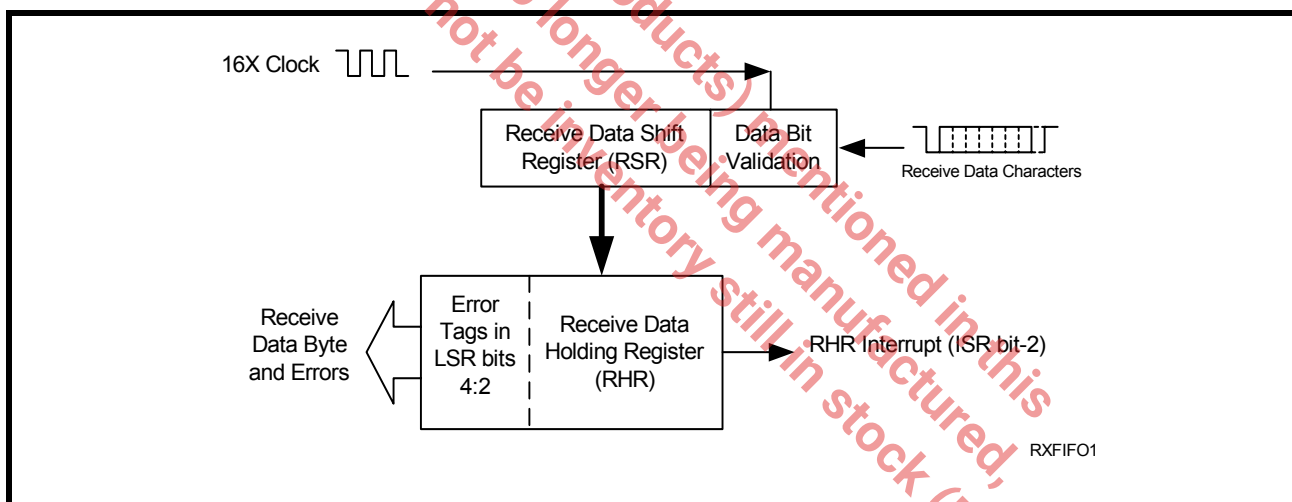 16X Clock
Receive Data Shift
Register (RSR)
Data Bit
Validation
Receive Data Characters
Receive
Data Byte
and Errors
Error
Tags in
LSR bits
4:2
Receive Data
Holding Register
(RHR)
RHR Interrupt (ISR bit-2)
RXFIFO1
oducts) mentioned in this
longer being manufactured,
not be inventory still in stock (